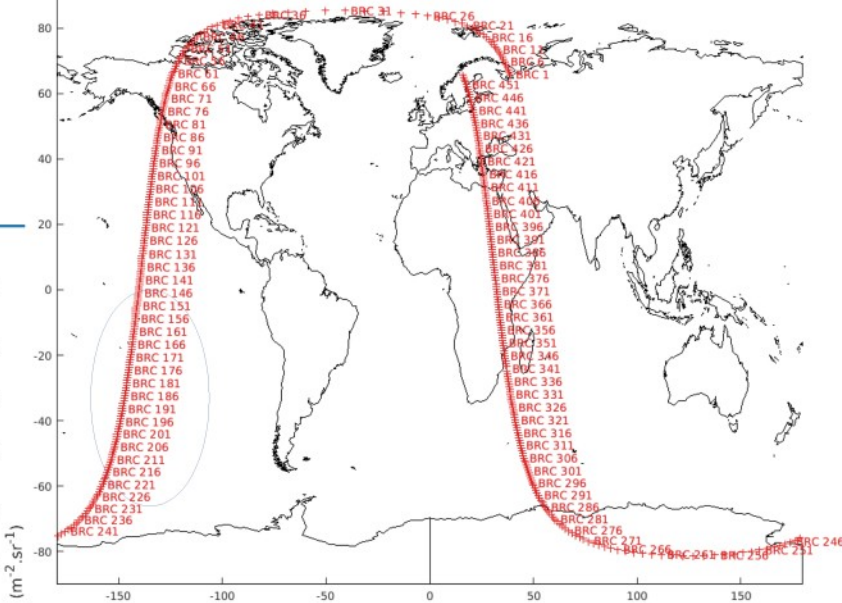 80
60
40
20
0
-20
-40
-60
-80
-150
-100
-50
0
50
100
150
(m-2.sr-1)
BRC 36
BRC 31
BRC 26
BRC 21
BRC 16
BRC 6
BRC 1
BRC 61
BRC 66
BRC 71
BRC 76
BRC 81
BRC 86
BRC 91
BRC 96
BRC 101
BRC 106
BRC 116
BRC 121
BRC 126
BRC 131
BRC 136
BRC 141
BRC 146
BRC 151
BRC 156
BRC 161
BRC 166
BRC 171
BRC 176
BRC 181
BRC 186
BRC 191
BRC 196
BRC 201
BRC 206
BRC 211
BRC 216
BRC 221
BRC 226
BRC 231
BRC 236
BRC 241
BRC 451
BRC 446
BRC 441
BRC 436
BRC 431
BRC 426
BRC 421
BRC 416
BRC 411
BRC 401
BRC 396
BRC 391
BRC 386
BRC 381
BRC 376
BRC 371
BRC 366
BRC 361
BRC 356
BRC 351
BRC 346
BRC 341
BRC 336
BRC 331
BRC 326
BRC 321
BRC 316
BRC 311
BRC 306
BRC 301
BRC 296
BRC 291
BRC 286
BRC 281
BRC 276
BRC 271
BRC 266
BRC 261
BRC 256
BRC 251
BRC 246